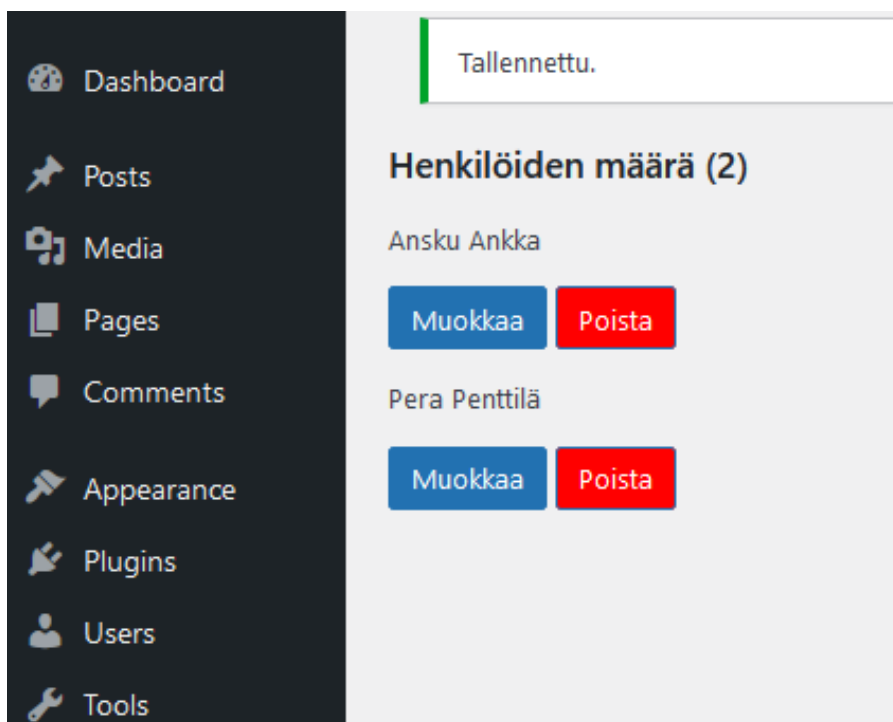 Dashboard
Posts
Media
Pages
Comments
Appearance
Plugins
Users
Tools
Tallennettu.
Henkilöiden määrä (2)
Ansku Ankka
Muokkaa Poista
Pera Penttilä
Muokkaa Poista